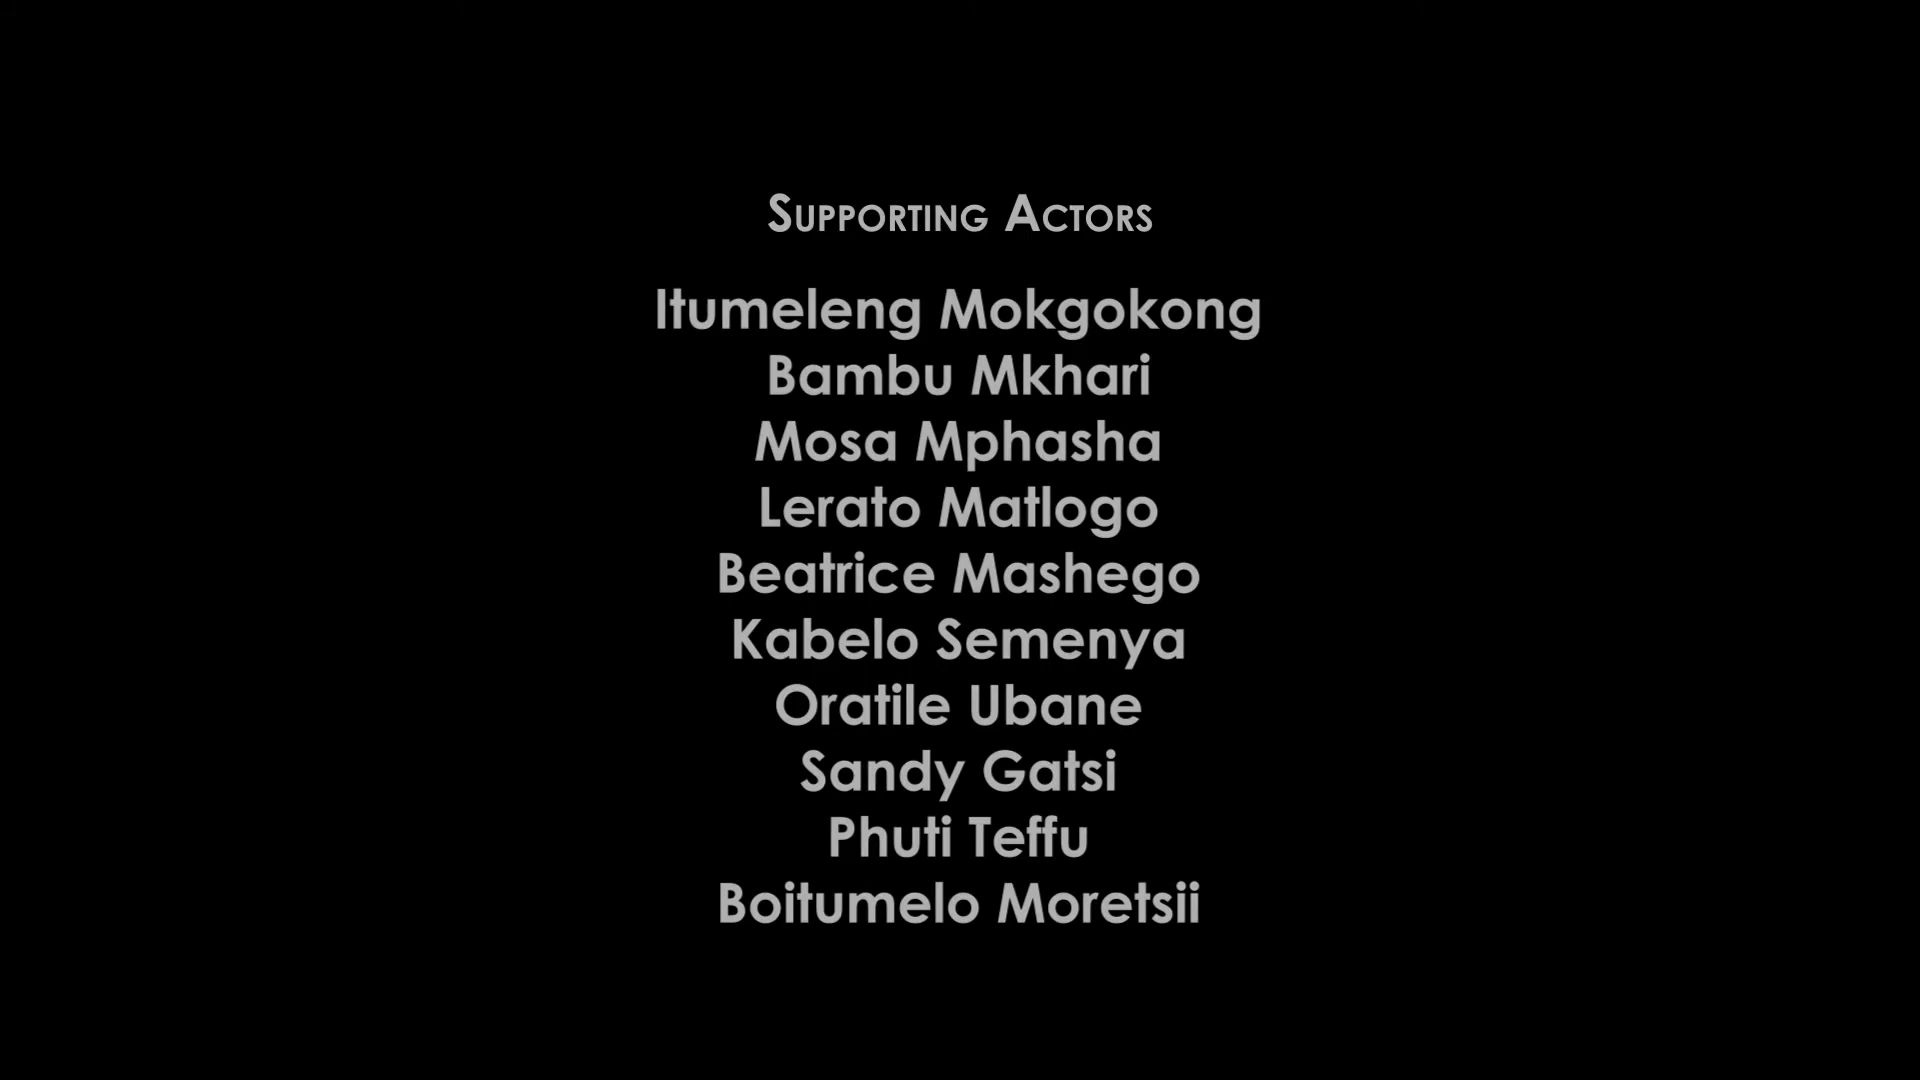 Supporting Actors
Itumeleng Mokgokong
Bambu Mkhari
Mosa Mphasha
Lerato Matlogo
Beatrice Mashego
Kabelo Semenya
Oratile Ubane
Sandy Gatsi
Phuti Teffu
Boitumelo Moretsii